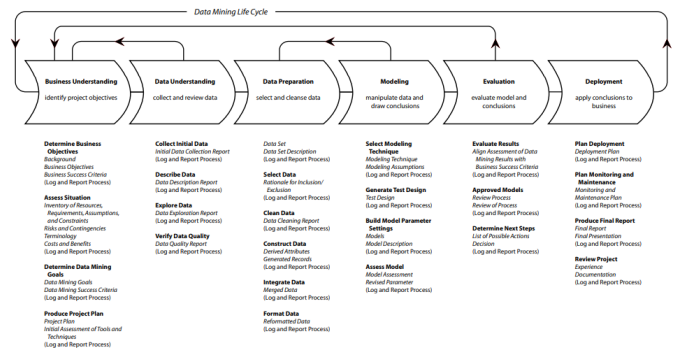 Data Mining Life Cycle
Business Understanding
identify project objectives
Data Understanding
collect and review data
Data Preparation
select and cleanse data
Modeling
manipulate data and
draw conclusions
Evaluation
evaluate model and
conclusions
Deployment
apply conclusions to
business
Determine Business
Objectives
Background
Business Objectives
Business Success Criteria
(Log and Report Process)
Assess Situation
Inventory of Resources,
Requirements, Assumptions,
and Constraints
Risks and Contingencies
Terminology
Costs and Benefits
(Log and Report Process)
Determine Data Mining
Goals
Data Mining Goals
Data Mining Success Criteria
(Log and Report Process)
Produce Project Plan
Project Plan
Initial Assessment of Tools and
Techniques
(Log and Report Process)
Collect Initial Data
Initial Data Collection Report
(Log and Report Process)
Describe Data
Data Description Report
(Log and Report Process)
Explore Data
Data Exploration Report
(Log and Report Process)
Verify Data Quality
Data Quality Report
(Log and Report Process)
Data Set
Data Set Description
(Log and Report Process)
Select Data
Rationale for Inclusion/
Exclusion
(Log and Report Process)
Clean Data
Data Cleaning Report
(Log and Report Process)
Construct Data
Derived Attributes
Generated Records
(Log and Report Process)
Integrate Data
Merged Data
(Log and Report Process)
Format Data
Reformatted Data
(Log and Report Process)
Select Modeling
Technique
Modeling Technique
Modeling Assumptions
(Log and Report Process)
Generate Test Design
Test Design
(Log and Report Process)
Build Model Parameter
Settings
Models
Model Description
(Log and Report Process)
Assess Model
Model Assessment
Revised Parameter
(Log and Report Process)
Evaluate Results
Align Assessment of Data
Mining Results with
Business Success Criteria
(Log and Report Process)
Approved Models
Review Process
Review of Process
(Log and Report Process)
Determine Next Steps
List of Possible Actions
Decision
(Log and Report Process)
Plan Deployment
Deployment Plan
(Log and Report Process)
Plan Monitoring and
Maintenance
Monitoring and
Maintenance Plan
(Log and Report Process)
Produce Final Report
Final Report
Final Presentation
(Log and Report Process)
Review Project
Experience
Documentation
(Log and Report Process)